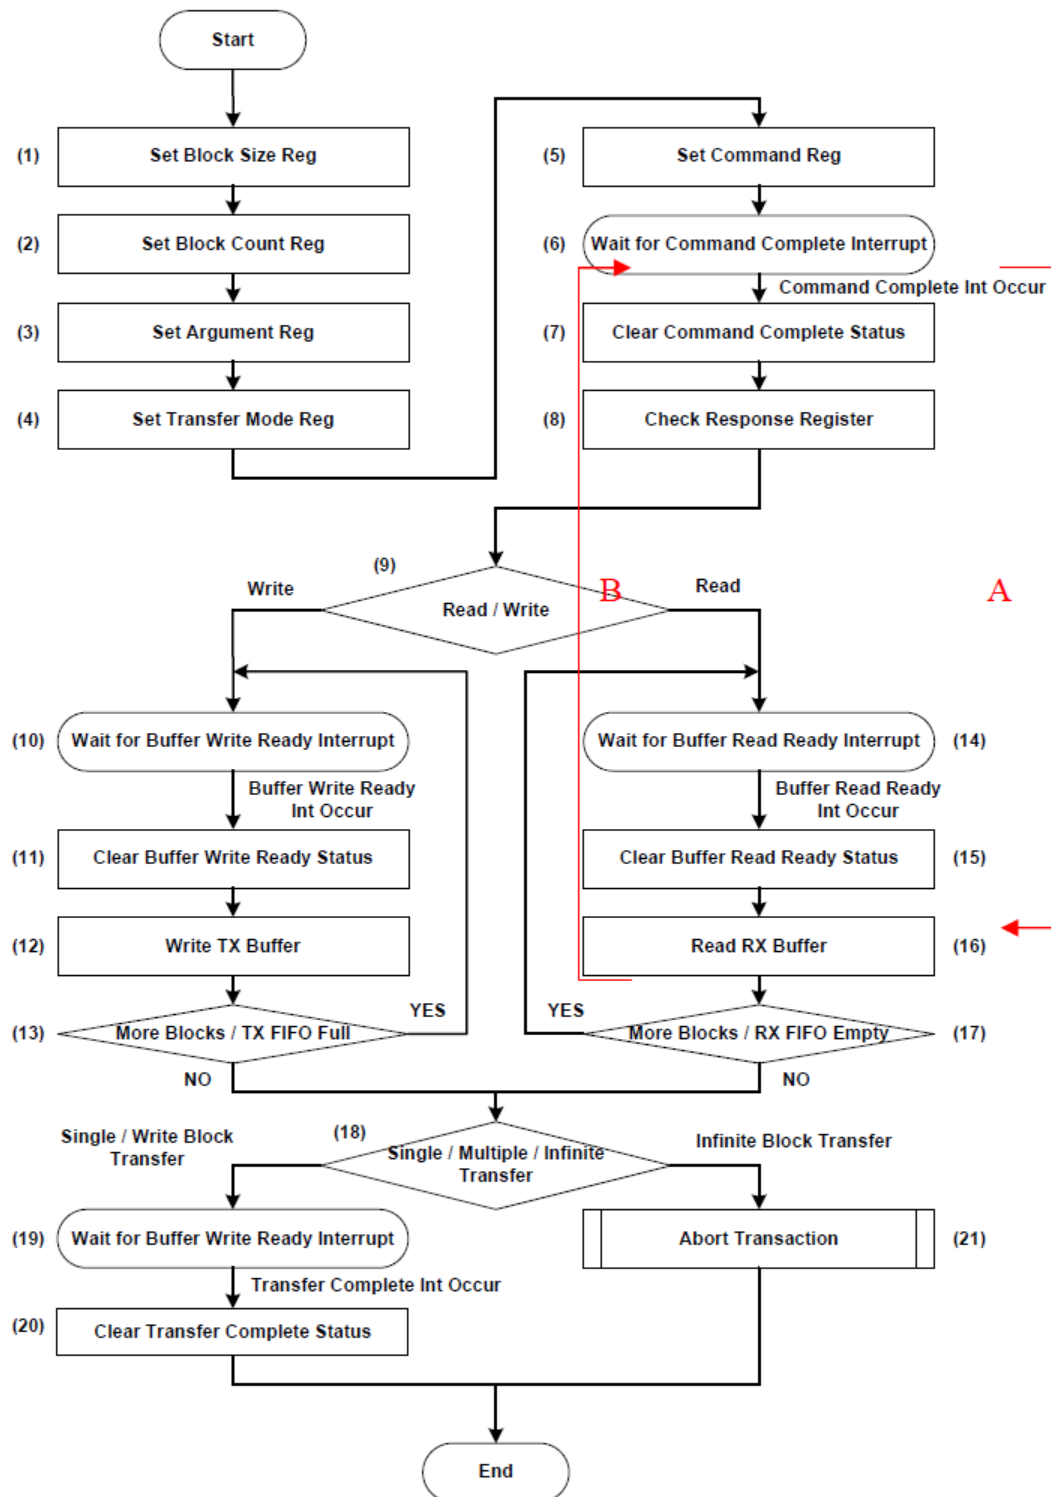 Start
(1)
Set Block Size Reg
(2)
Set Block Count Reg
(3)
Set Argument Reg
(4)
Set Transfer Mode Reg
(5)
Set Command Reg
(6)
Wait for Command Complete Interrupt
Command Complete Int Occur
(7)
Clear Command Complete Status
(8)
Check Response Register
(9)
Write
Read / Write
B
Read
A
(10)
Wait for Buffer Write Ready Interrupt
Buffer Write Ready
Int Occur
(11)
Clear Buffer Write Ready Status
(12)
Write TX Buffer
YES
(13)
More Blocks / TX FIFO Full
NO
Wait for Buffer Read Ready Interrupt
(14)
Buffer Read Ready
Int Occur
Clear Buffer Read Ready Status
(15)
Read RX Buffer
(16)
YES
More Blocks / RX FIFO Empty
(17)
NO
Single / Write Block
Transfer
(18)
Single / Multiple / Infinite
Transfer
Infinite Block Transfer
(19)
Wait for Buffer Write Ready Interrupt
Transfer Complete Int Occur
(20)
Clear Transfer Complete Status
Abort Transaction
(21)
End